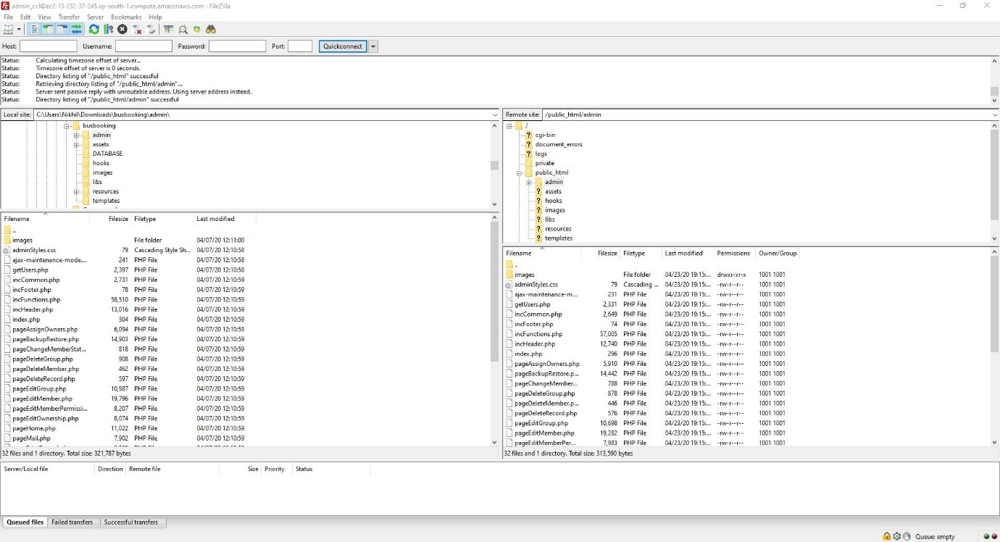 admin_ccl@ec2-13-232-37-245.ap-south-1.compute.amazonaws.com - FileZilla
File Edit View Transfer Server Bookmarks Help
Host: Username: Password: Port: Quickconnect
Status: Calculating timezone offset of server...
Status: Timezone offset of server is 0 seconds.
Status: Directory listing of "/public_html" successful
Status: Retrieving directory listing of "/public_html/admin"...
Status: Server sent passive reply with unroutable address. Using server address instead.
Status: Directory listing of "/public_html/admin" successful
Local site: C:\Users\Nikhil\Downloads\busbooking\admin\
busbooking
admin
assets
DATABASE
hooks
images
libs
resources
templates
Filename Filesize Filetype Last modified
..
images File folder 04/07/20 12:11:00
adminStyles.css 79 Cascading Style Sh... 04/07/20 12:10:58
ajax-maintenance-mode.... 241 PHP File 04/07/20 12:10:58
getUsers.php 2,397 PHP File 04/07/20 12:10:58
incCommon.php 2,731 PHP File 04/07/20 12:10:59
incFooter.php 78 PHP File 04/07/20 12:10:59
incFunctions.php 58,510 PHP File 04/07/20 12:10:59
incHeader.php 13,016 PHP File 04/07/20 12:10:59
index.php 304 PHP File 04/07/20 12:10:59
pageAssignOwners.php 6,094 PHP File 04/07/20 12:10:59
pageBackupRestore.php 14,903 PHP File 04/07/20 12:10:59
pageChangeMemberStat... 818 PHP File 04/07/20 12:10:59
pageDeleteGroup.php 908 PHP File 04/07/20 12:10:59
pageDeleteMember.php 462 PHP File 04/07/20 12:10:59
pageDeleteRecord.php 597 PHP File 04/07/20 12:10:59
pageEditGroup.php 10,987 PHP File 04/07/20 12:10:59
pageEditMember.php 19,796 PHP File 04/07/20 12:10:59
pageEditMemberPermissi... 8,207 PHP File 04/07/20 12:10:59
pageEditOwnership.php 8,074 PHP File 04/07/20 12:10:59
pageHome.php 11,022 PHP File 04/07/20 12:10:59
pageMail.php 7,902 PHP File 04/07/20 12:10:59
32 files and 1 directory. Total size: 321,787 bytes
Remote site: /public_html/admin
/
cgi-bin
document_errors
logs
private
public_html
admin
assets
hooks
images
libs
resources
templates
Filename Filesize Filetype Last modified Permissions Owner/Group
..
images File folder 04/23/20 19:15:... drwxr-xr-x 1001 1001
adminStyles.css 79 Cascading ... 04/23/20 19:15:... -rw-r--r-- 1001 1001
ajax-maintenance-m... 231 PHP File 04/23/20 19:15:... -rw-r--r-- 1001 1001
getUsers.php 2,331 PHP File 04/23/20 19:15:... -rw-r--r-- 1001 1001
incCommon.php 2,649 PHP File 04/23/20 19:15:... -rw-r--r-- 1001 1001
incFooter.php 74 PHP File 04/23/20 19:15:... -rw-r--r-- 1001 1001
incFunctions.php 57,005 PHP File 04/23/20 19:15:... -rw-r--r-- 1001 1001
incHeader.php 12,740 PHP File 04/23/20 19:15:... -rw-r--r-- 1001 1001
index.php 296 PHP File 04/23/20 19:15:... -rw-r--r-- 1001 1001
pageAssignOwners.php 5,910 PHP File 04/23/20 19:15:... -rw-r--r-- 1001 1001
pageBackupRestore.p... 14,442 PHP File 04/23/20 19:15:... -rw-r--r-- 1001 1001
pageChangeMember... 788 PHP File 04/23/20 19:15:... -rw-r--r-- 1001 1001
pageDeleteGroup.php 878 PHP File 04/23/20 19:15:... -rw-r--r-- 1001 1001
pageDeleteMember.p... 446 PHP File 04/23/20 19:15:... -rw-r--r-- 1001 1001
pageDeleteRecord.php 576 PHP File 04/23/20 19:15:... -rw-r--r-- 1001 1001
pageEditGroup.php 10,698 PHP File 04/23/20 19:15:... -rw-r--r-- 1001 1001
pageEditMember.php 19,282 PHP File 04/23/20 19:15:... -rw-r--r-- 1001 1001
pageEditMemberPer... 7,983 PHP File 04/23/20 19:15:... -rw-r--r-- 1001 1001
32 files and 1 directory. Total size: 313,590 bytes
Server/Local file Direction Remote file Size Priority Status
Queued files Failed transfers Successful transfers
Queue: empty